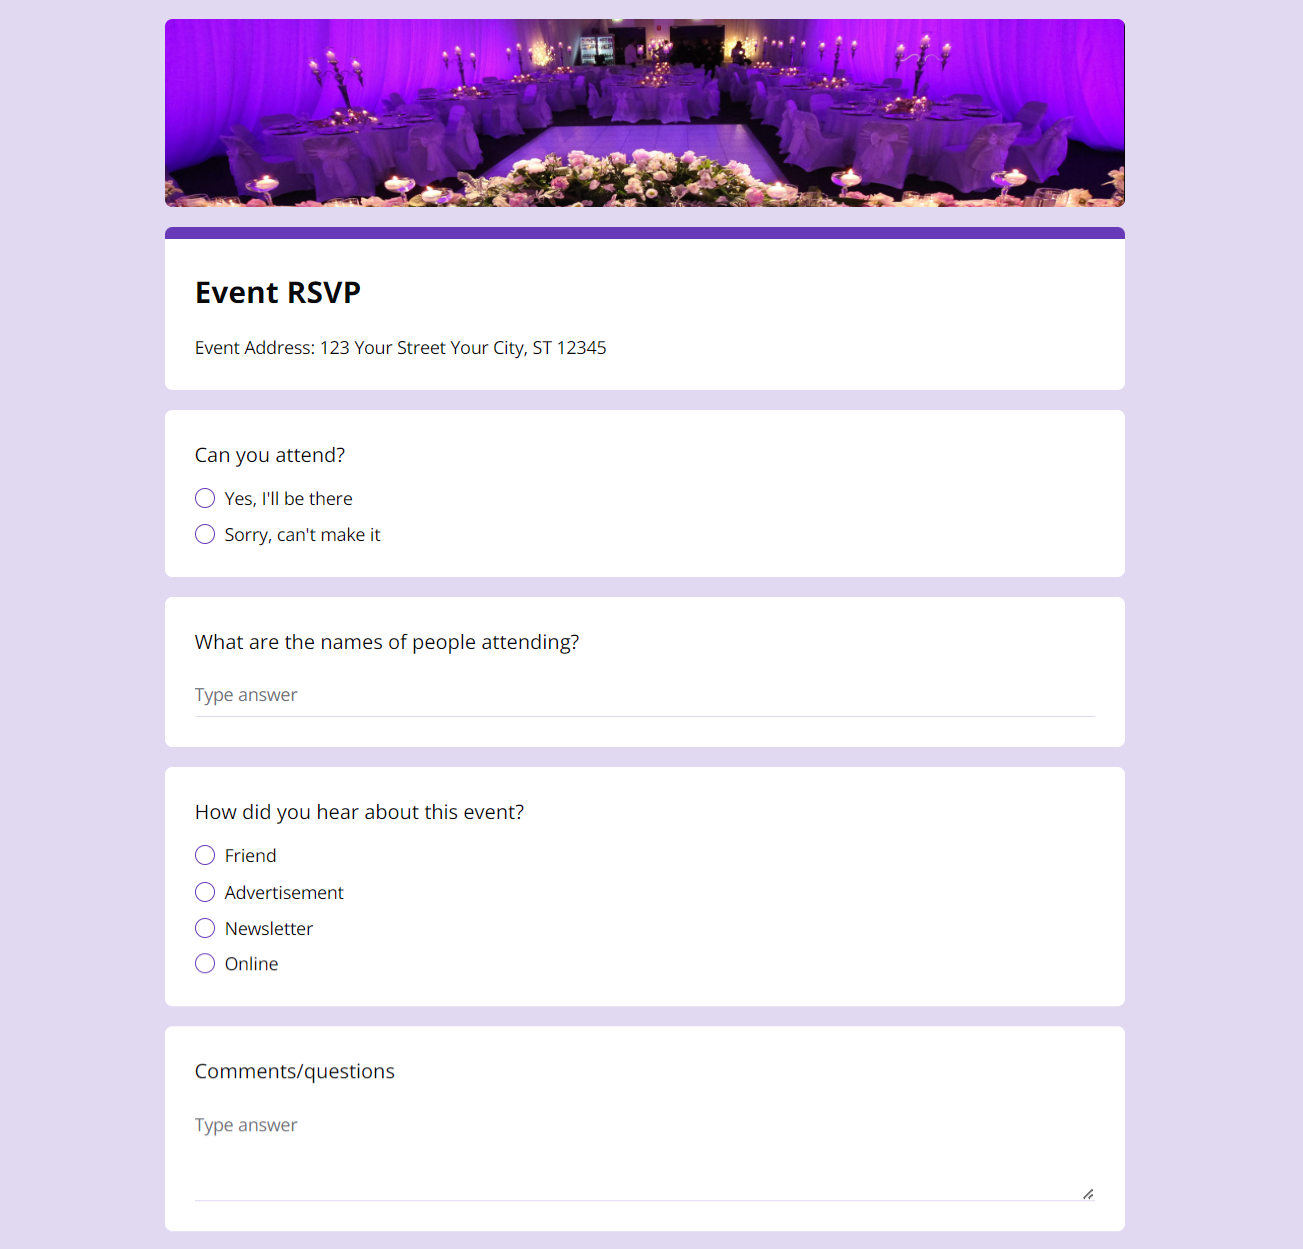 Event RSVP
Event Address: 123 Your Street Your City, ST 12345
Can you attend?
Yes, I'll be there
Sorry, can't make it
What are the names of people attending?
Type answer
How did you hear about this event?
Friend
Advertisement
Newsletter
Online
Comments/questions
Type answer